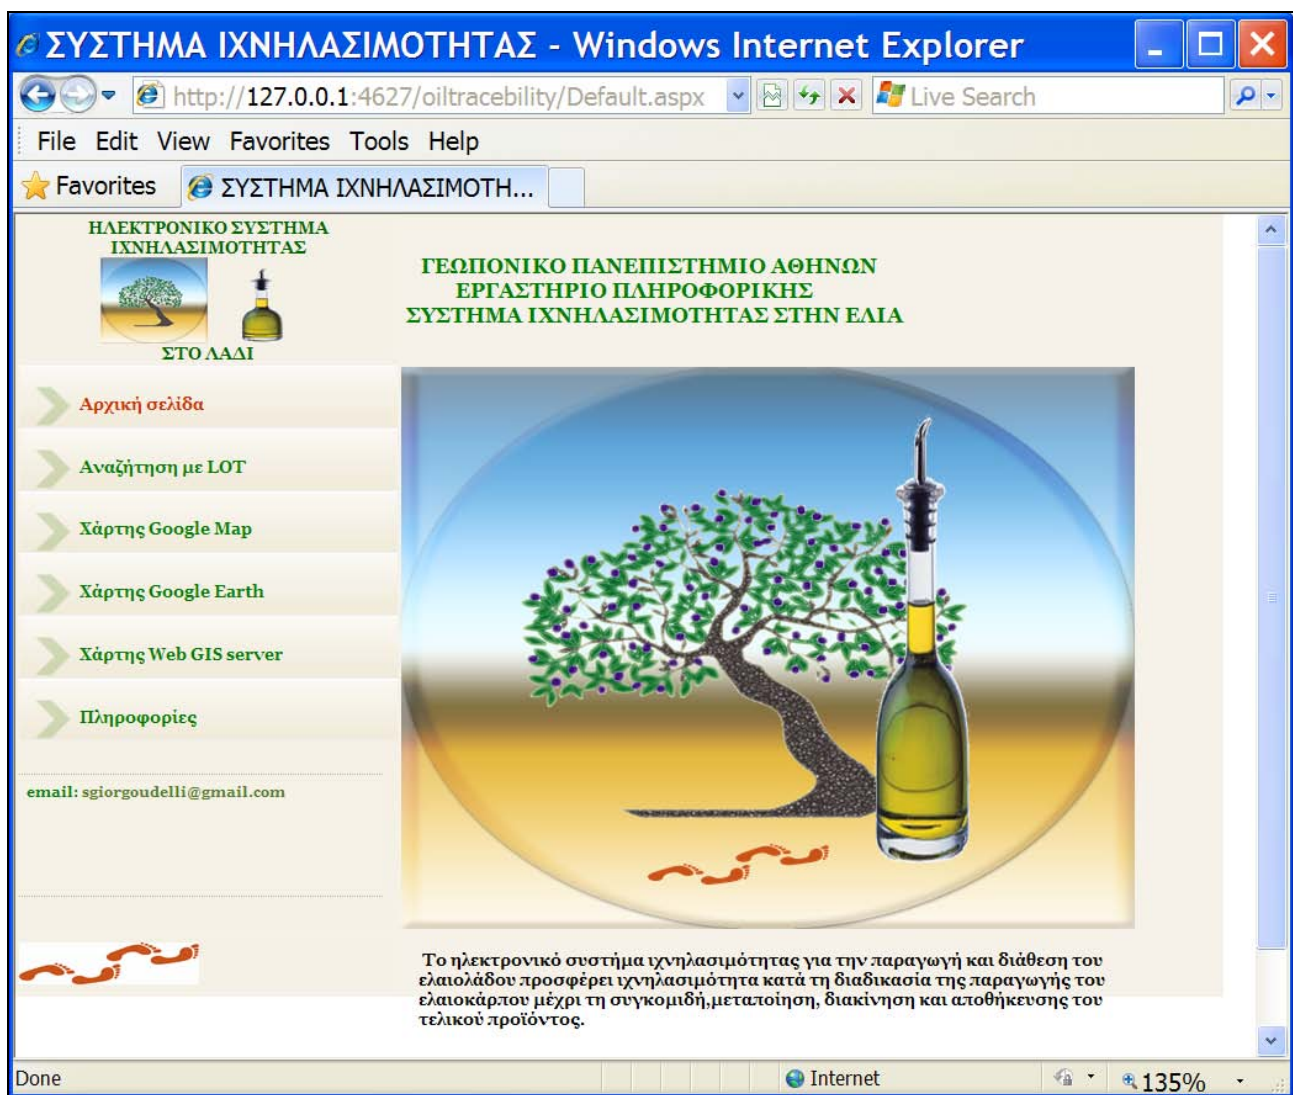 ΣΥΣΤΗΜΑ ΙΧΝΗΛΑΣΙΜΟΤΗΤΑΣ - Windows Internet Explorer
http://127.0.0.1:4627/oiltracebility/Default.aspx
Live Search
File Edit View Favorites Tools Help
Favorites
ΣΥΣΤΗΜΑ ΙΧΝΗΛΑΣΙΜΟΤΗ...
ΗΛΕΚΤΡΟΝΙΚΟ ΣΥΣΤΗΜΑ
ΙΧΝΗΛΑΣΙΜΟΤΗΤΑΣ
ΣΤΟ ΛΑΔΙ
ΓΕΩΠΟΝΙΚΟ ΠΑΝΕΠΙΣΤΗΜΙΟ ΑΘΗΝΩΝ
ΕΡΓΑΣΤΗΡΙΟ ΠΛΗΡΟΦΟΡΙΚΗΣ
ΣΥΣΤΗΜΑ ΙΧΝΗΛΑΣΙΜΟΤΗΤΑΣ ΣΤΗΝ ΕΛΙΑ
Αρχική σελίδα
Αναζήτηση με LOT
Χάρτης Google Map
Χάρτης Google Earth
Χάρτης Web GIS server
Πληροφορίες
email: sgiorgoudelli@gmail.com
Το ηλεκτρονικό συστήμα ιχνηλασιμότητας για την παραγωγή και διάθεση του
ελαιολάδου προσφέρει ιχνηλασιμότητα κατά τη διαδικασία της παραγωγής του
ελαιοκάρπου μέχρι τη συγκομιδή,μεταποίηση, διακίνηση και αποθήκευσης του
τελικού προϊόντος.
Done
Internet
135%